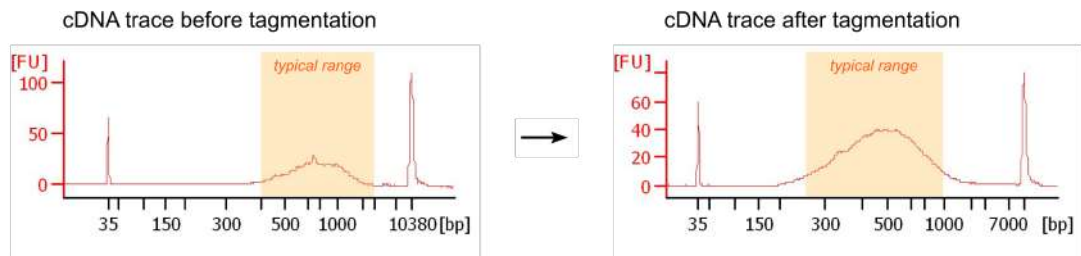 cDNA trace before tagmentation
cDNA trace after tagmentation
[FU]
typical range
100
50
0
35 150 300 500 1000 10380 [bp]
[FU]
typical range
60
40
20
0
35 150 300 500 1000 7000 [bp]